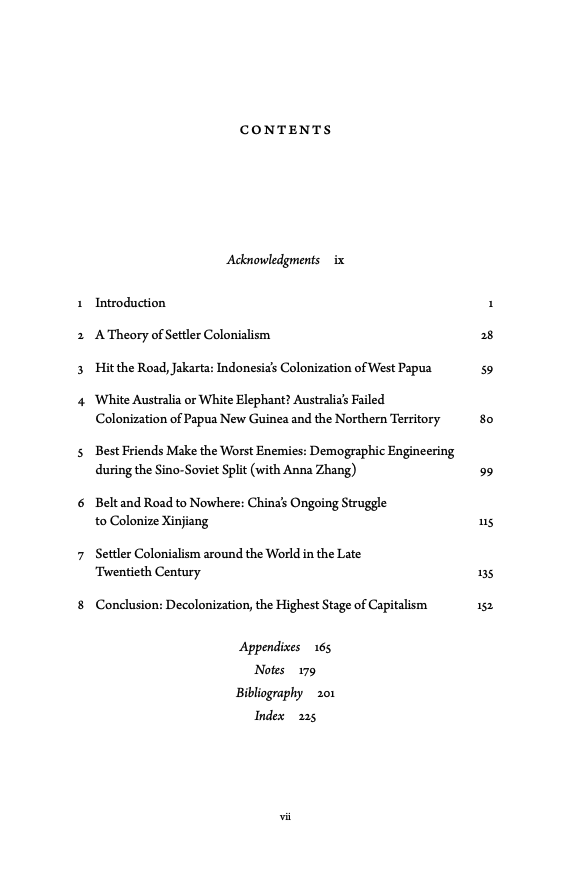 CONTENTS
Acknowledgments ix
1 Introduction 1
2 A Theory of Settler Colonialism 28
3 Hit the Road, Jakarta: Indonesia’s Colonization of West Papua 59
4 White Australia or White Elephant? Australia’s Failed
Colonization of Papua New Guinea and the Northern Territory 80
5 Best Friends Make the Worst Enemies: Demographic Engineering
during the Sino-Soviet Split (with Anna Zhang) 99
6 Belt and Road to Nowhere: China’s Ongoing Struggle
to Colonize Xinjiang 115
7 Settler Colonialism around the World in the Late
Twentieth Century 135
8 Conclusion: Decolonization, the Highest Stage of Capitalism 152
Appendixes 165
Notes 179
Bibliography 201
Index 225
vii